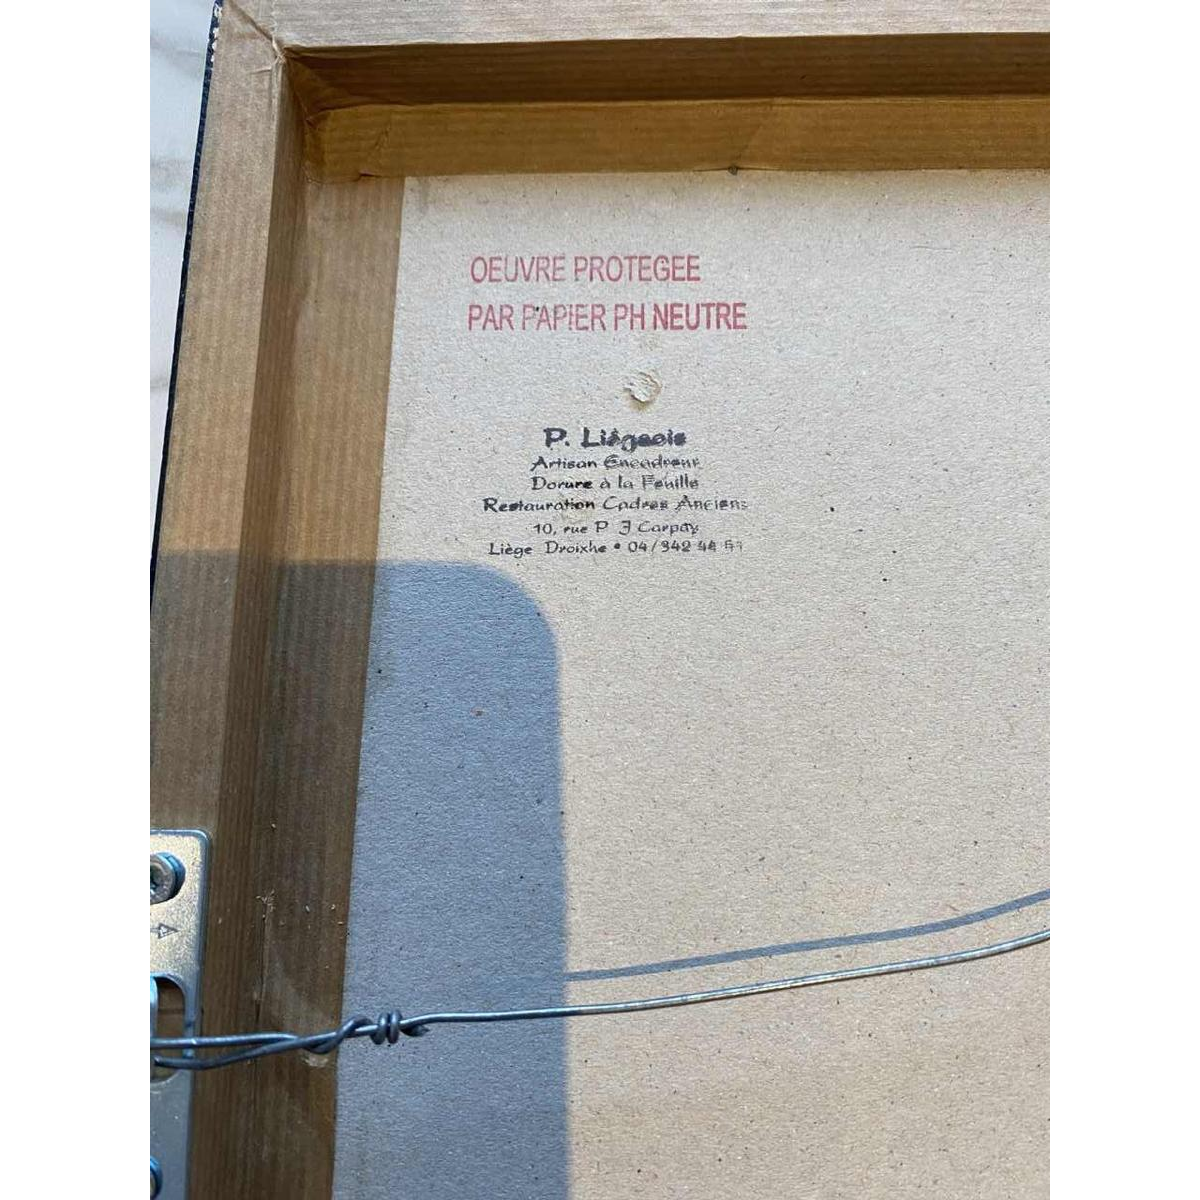 OEUVRE PROTEGEE
PAR PAPIER PH NEUTRE
P. Liégeois
Artisan Encadreur
Dorure à la Feuille
Restauration Cadres Anciens
10, rue P J Carpay
Liège Droixhe • 04/342 44